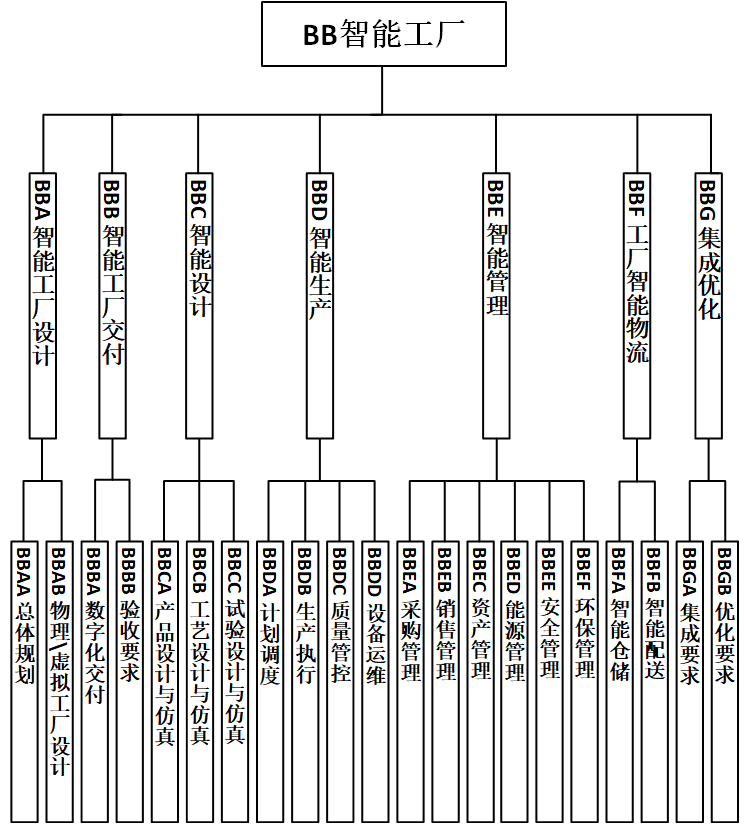 BB智能工厂
BBA 智能工厂设计
BBB 智能工厂交付
BBC 智能设计
BBD 智能生产
BBE 智能管理
BBF 工厂智能物流
BBG 集成优化
BBAA 总体规划
BBAB 物理\虚拟工厂设计
BBBA 数字化交付
BBBB 验收要求
BBCA 产品设计与仿真
BBCB 工艺设计与仿真
BBCC 试验设计与仿真
BBDA 计划调度
BBDB 生产执行
BBDC 质量管控
BBDD 设备运维
BBEA 采购管理
BBEB 销售管理
BBEC 资产管理
BBED 能源管理
BBEE 安全管理
BBEF 环保管理
BBFA 智能仓储
BBFB 智能配送
BBGA 集成要求
BBGB 优化要求